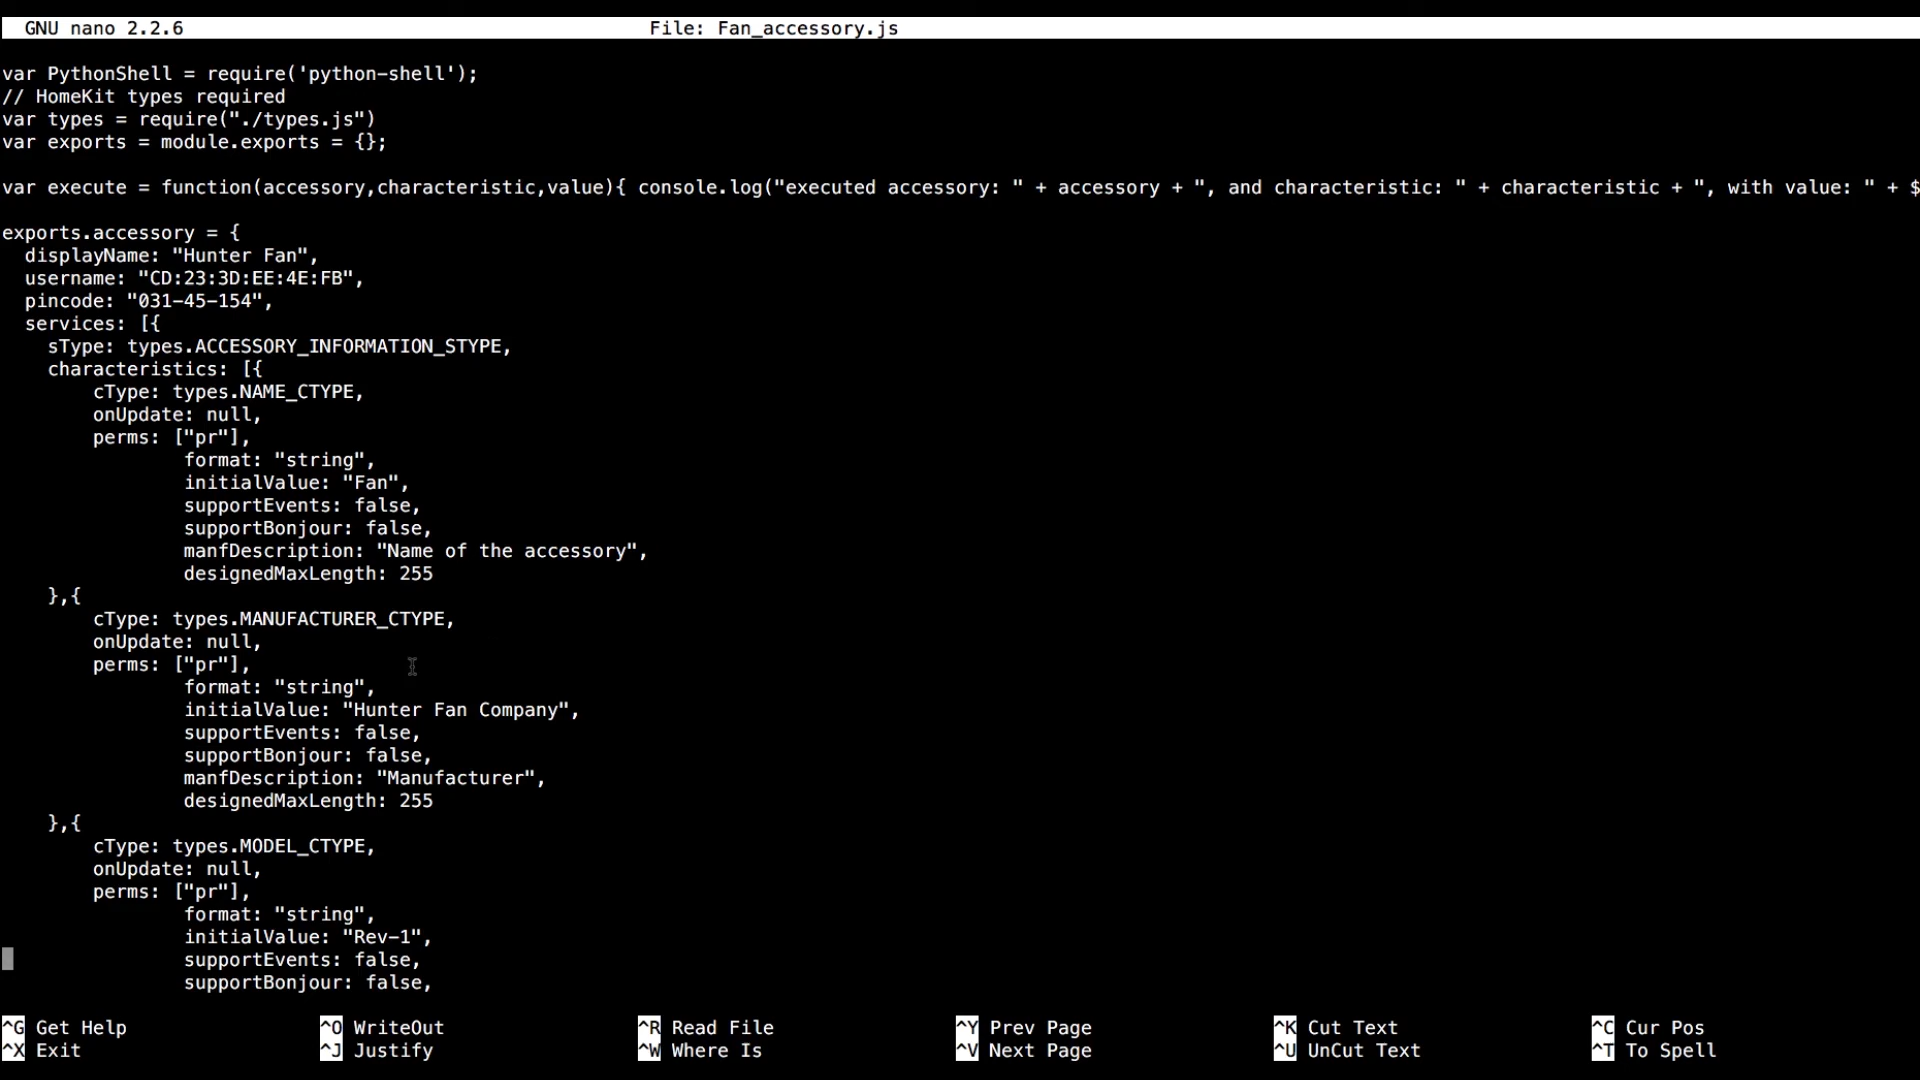 GNU nano 2.2.6 File: Fan_accessory.js
var PythonShell = require('python-shell');
// HomeKit types required
var types = require("./types.js")
var exports = module.exports = {};
var execute = function(accessory,characteristic,value){ console.log("executed accessory: " + accessory + ", and characteristic: " + characteristic + ", with value: " + $
exports.accessory = {
  displayName: "Hunter Fan",
  username: "CD:23:3D:EE:4E:FB",
  pincode: "031-45-154",
  services: [{
    sType: types.ACCESSORY_INFORMATION_STYPE,
    characteristics: [{
        cType: types.NAME_CTYPE,
        onUpdate: null,
        perms: ["pr"],
                format: "string",
                initialValue: "Fan",
                supportEvents: false,
                supportBonjour: false,
                manfDescription: "Name of the accessory",
                designedMaxLength: 255
    },{
        cType: types.MANUFACTURER_CTYPE,
        onUpdate: null,
        perms: ["pr"],
                format: "string",
                initialValue: "Hunter Fan Company",
                supportEvents: false,
                supportBonjour: false,
                manfDescription: "Manufacturer",
                designedMaxLength: 255
    },{
        cType: types.MODEL_CTYPE,
        onUpdate: null,
        perms: ["pr"],
                format: "string",
                initialValue: "Rev-1",
                supportEvents: false,
                supportBonjour: false,
^G Get Help ^O WriteOut ^R Read File ^Y Prev Page ^K Cut Text ^C Cur Pos
^X Exit ^J Justify ^W Where Is ^V Next Page ^U UnCut Text ^T To Spell